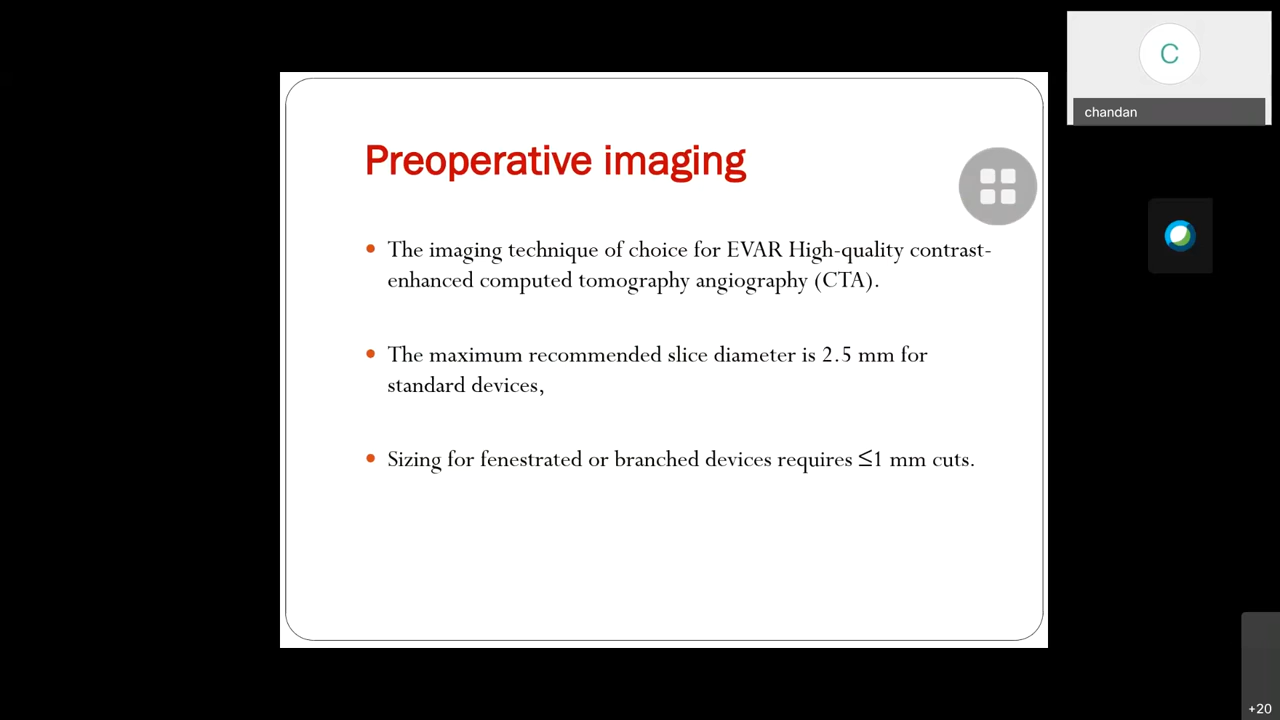 Preoperative imaging
The imaging technique of choice for EVAR High-quality contrast-
enhanced computed tomography angiography (CTA).
The maximum recommended slice diameter is 2.5 mm for
standard devices,
Sizing for fenestrated or branched devices requires ≤1 mm cuts.
C
chandan
+20